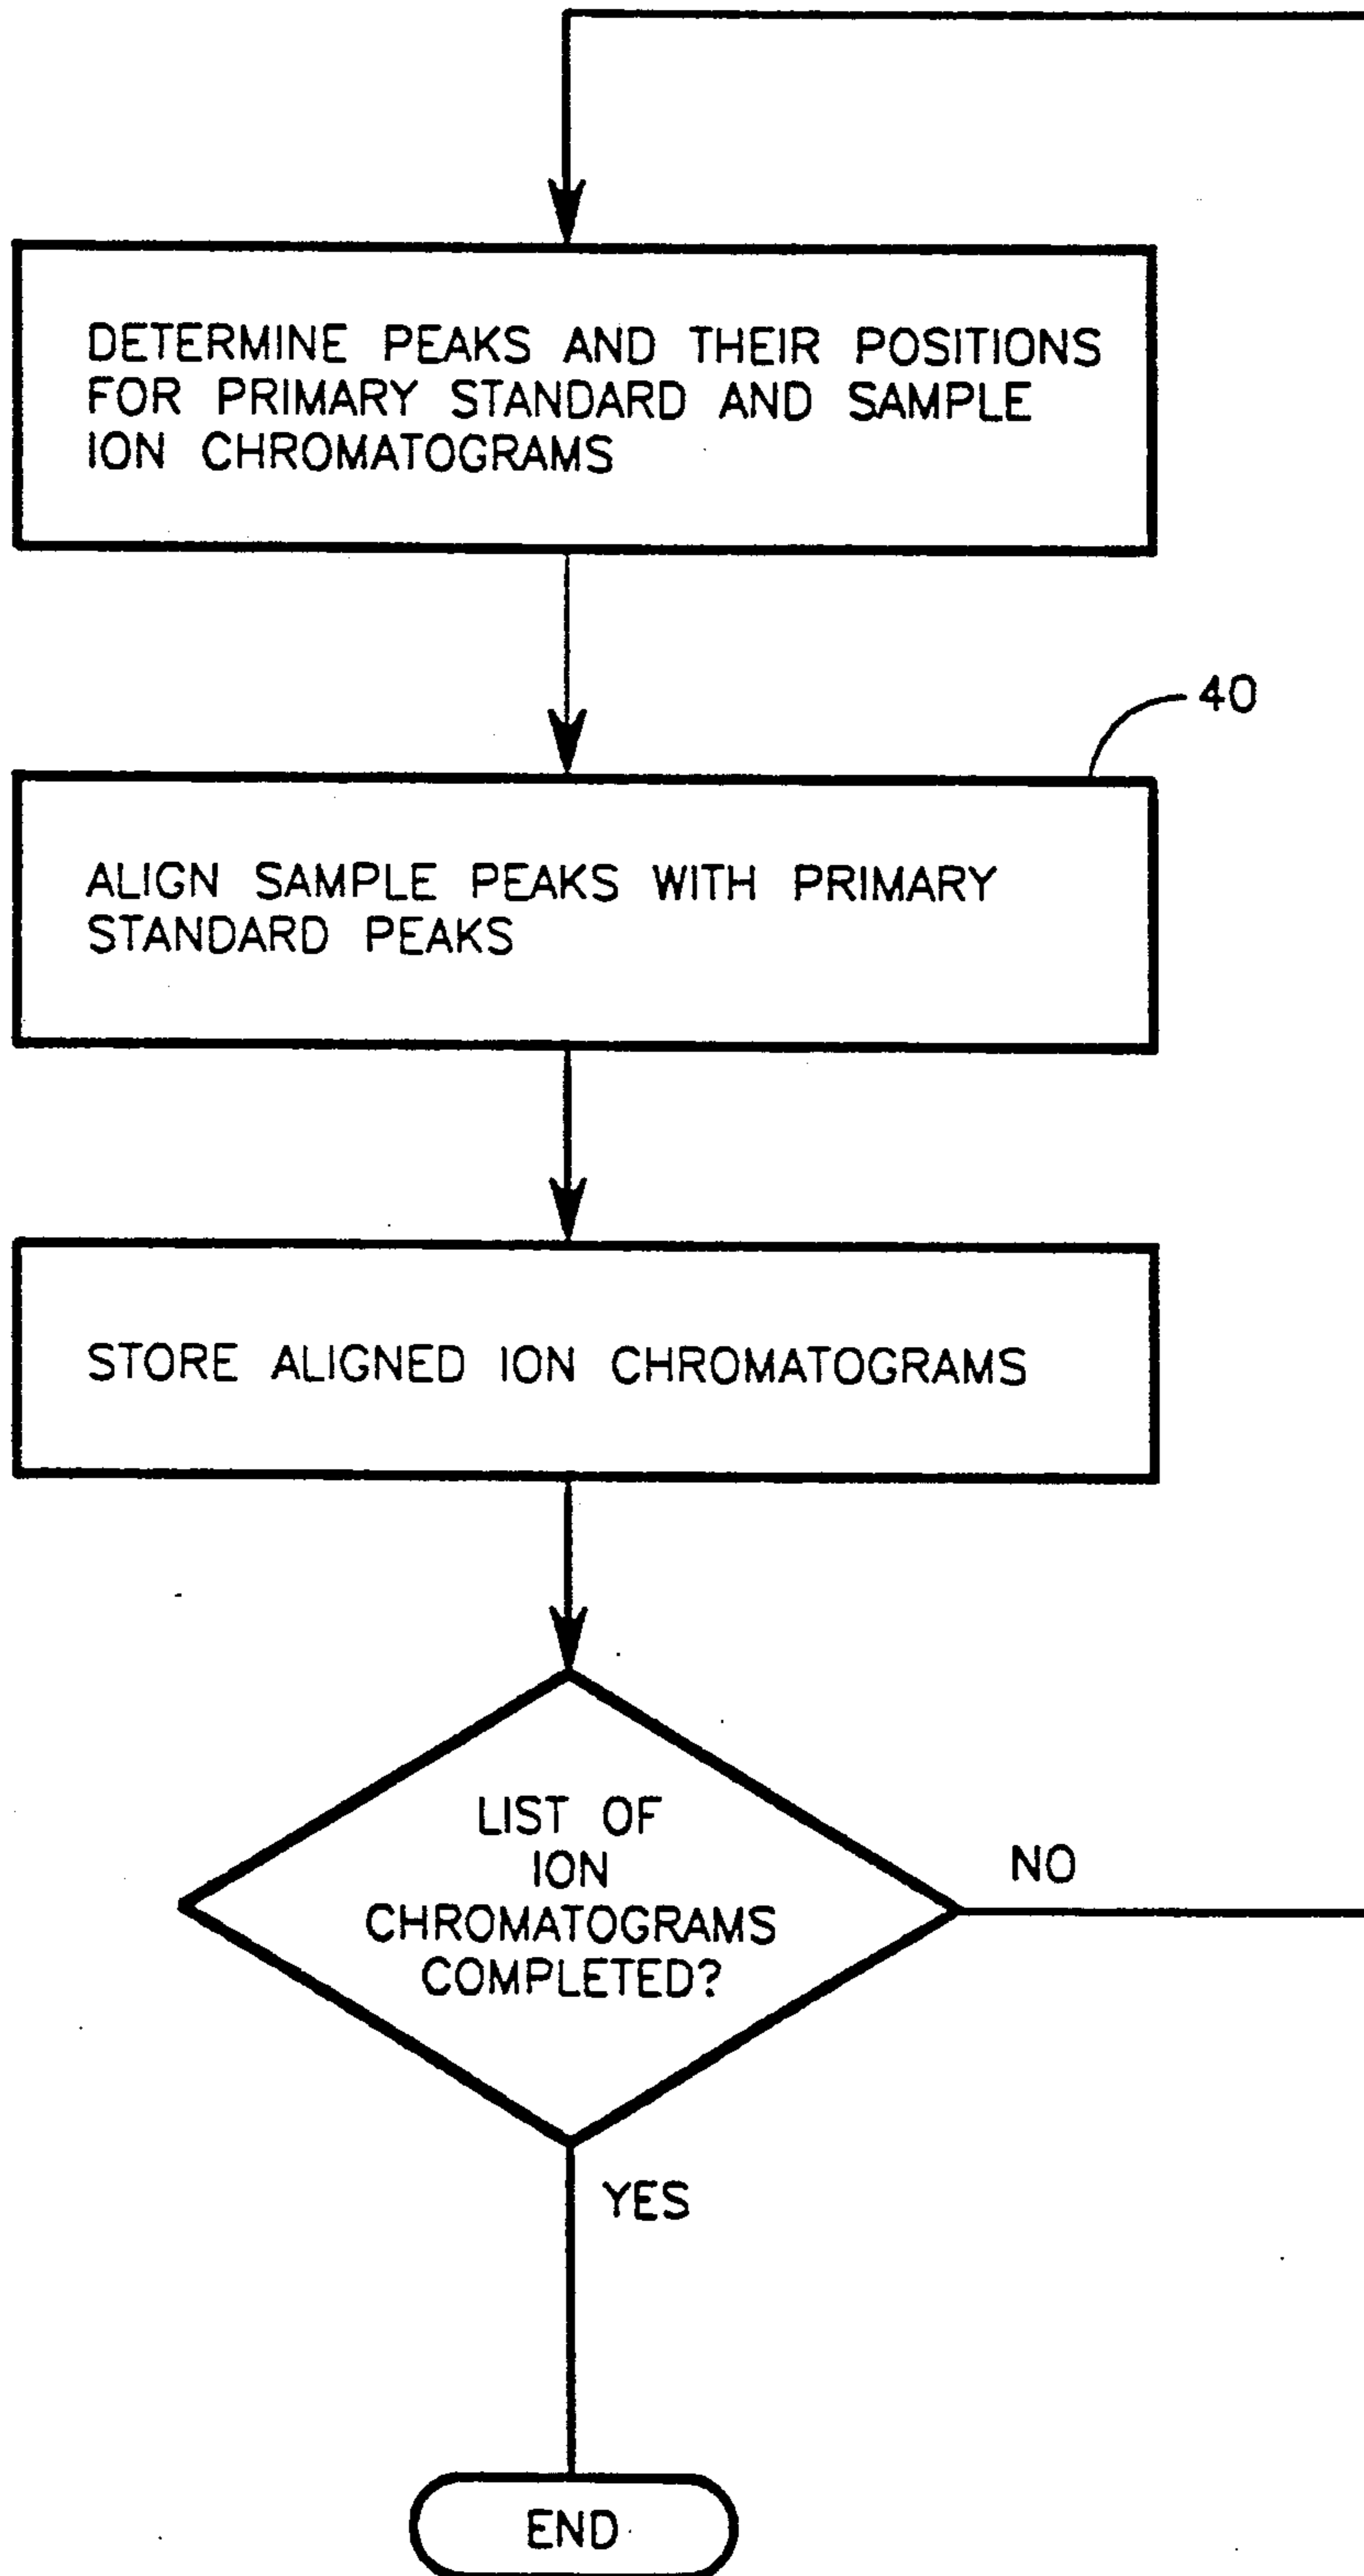 DETERMINE PEAKS AND THEIR POSITIONS
FOR PRIMARY STANDARD AND SAMPLE
ION CHROMATOGRAMS
40
ALIGN SAMPLE PEAKS WITH PRIMARY
STANDARD PEAKS
STORE ALIGNED ION CHROMATOGRAMS
LIST OF
ION
CHROMATOGRAMS
COMPLETED?
NO
YES
END